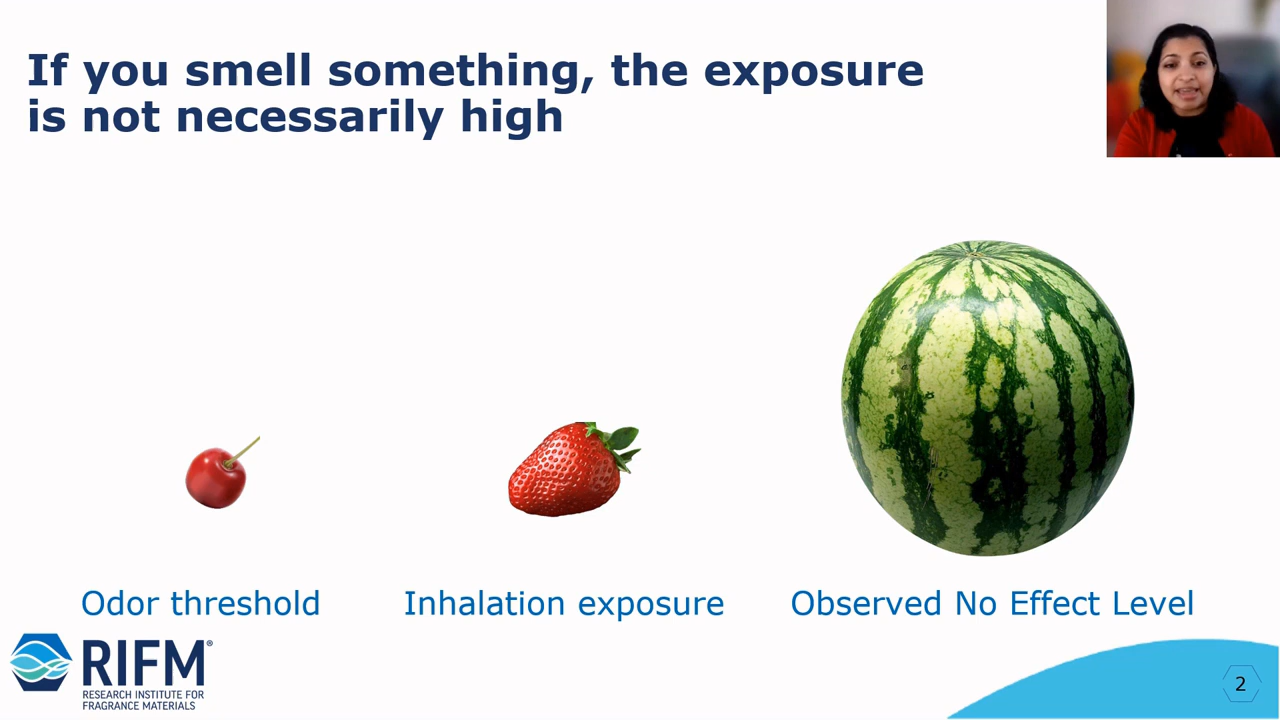 If you smell something, the exposure
is not necessarily high
Odor threshold
Inhalation exposure
Observed No Effect Level
RIFM®
RESEARCH INSTITUTE FOR
FRAGRANCE MATERIALS
2